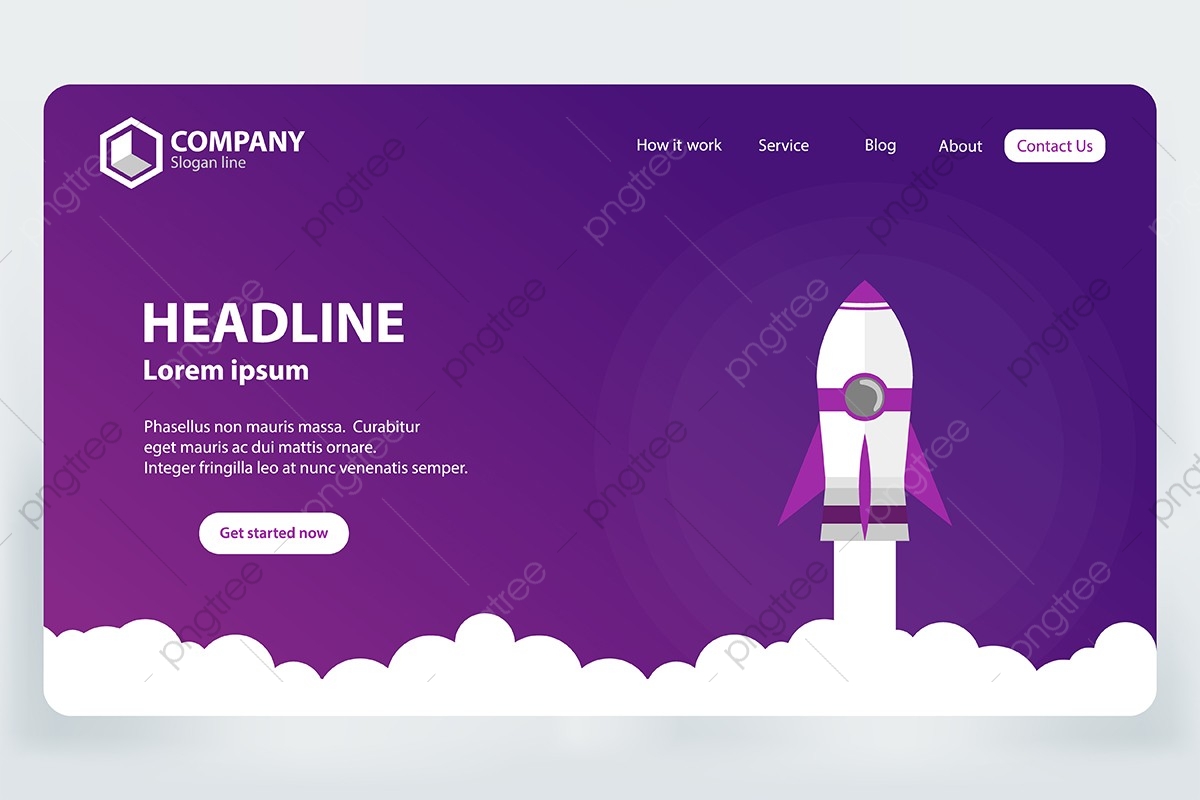 COMPANY
Slogan line
How it work
Service
Blog
About
Contact Us
HEADLINE
Lorem ipsum
Phasellus non mauris massa.  Curabitur
eget mauris ac dui mattis ornare.
Integer fringilla leo at nunc venenatis semper.
Get started now
pngtree